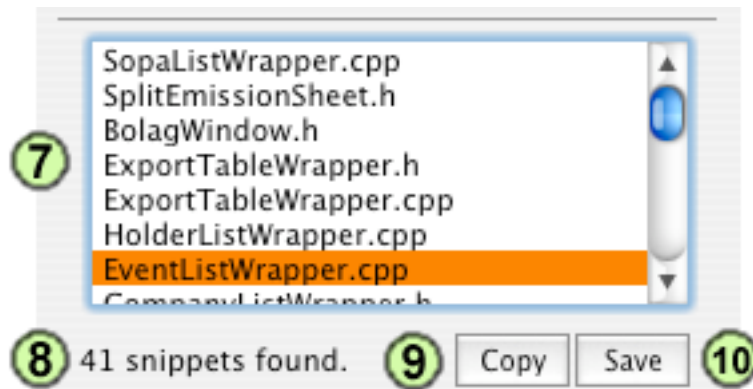 SopaListWrapper.cpp
SplitEmissionSheet.h
BolagWindow.h
7 ExportTableWrapper.h
ExportTableWrapper.cpp
HolderListWrapper.cpp
EventListWrapper.cpp
CompanyListWrapper.h
8 41 snippets found. 9 Copy Save 10